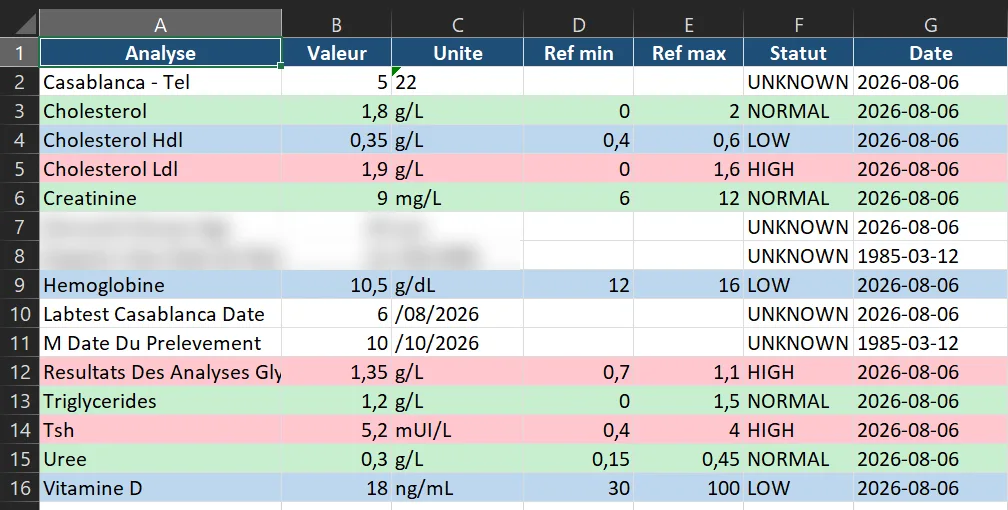 A B C D E F G
1 Analyse Valeur Unite Ref min Ref max Statut Date
2 Casablanca - Tel 5 22 UNKNOWN 2026-08-06
3 Cholesterol 1,8 g/L 0 2 NORMAL 2026-08-06
4 Cholesterol Hdl 0,35 g/L 0,4 0,6 LOW 2026-08-06
5 Cholesterol Ldl 1,9 g/L 0 1,6 HIGH 2026-08-06
6 Creatinine 9 mg/L 6 12 NORMAL 2026-08-06
7 UNKNOWN 2026-08-06
8 UNKNOWN 1985-03-12
9 Hemoglobine 10,5 g/dL 12 16 LOW 2026-08-06
10 Labtest Casablanca Date 6 /08/2026 UNKNOWN 2026-08-06
11 M Date Du Prelevement 10 /10/2026 UNKNOWN 1985-03-12
12 Resultats Des Analyses Gly 1,35 g/L 0,7 1,1 HIGH 2026-08-06
13 Triglycerides 1,2 g/L 0 1,5 NORMAL 2026-08-06
14 Tsh 5,2 mUI/L 0,4 4 HIGH 2026-08-06
15 Uree 0,3 g/L 0,15 0,45 NORMAL 2026-08-06
16 Vitamine D 18 ng/mL 30 100 LOW 2026-08-06